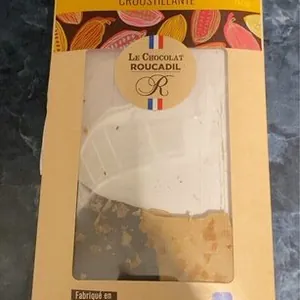 CROUSTILLANTE
LE CHOCOLAT
ROUCADIL
R
Fabriqué en